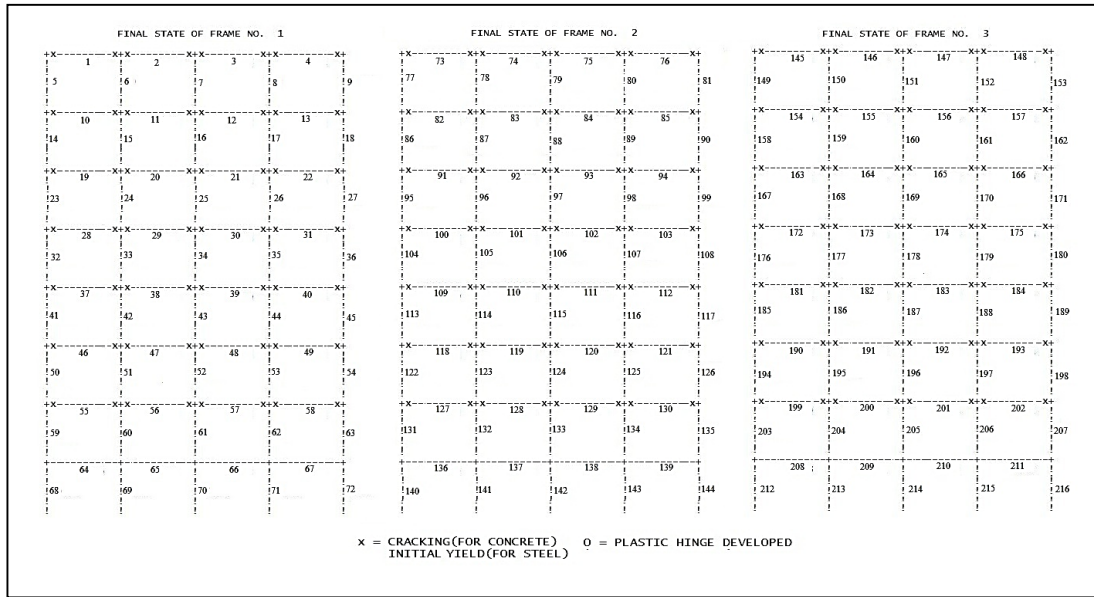 FINAL STATE OF FRAME NO. 1
1 2 3 4
5 6 7 8 9
10 11 12 13
14 15 16 17 18
19 20 21 22
23 24 25 26 27
28 29 30 31
32 33 34 35 36
37 38 39 40
41 42 43 44 45
46 47 48 49
50 51 52 53 54
55 56 57 58
59 60 61 62 63
64 65 66 67
68 69 70 71 72
FINAL STATE OF FRAME NO. 2
73 74 75 76
77 78 79 80 81
82 83 84 85
86 87 88 89 90
91 92 93 94
95 96 97 98 99
100 101 102 103
104 105 106 107 108
109 110 111 112
113 114 115 116 117
118 119 120 121
122 123 124 125 126
127 128 129 130
131 132 133 134 135
136 137 138 139
140 141 142 143 144
FINAL STATE OF FRAME NO. 3
145 146 147 148
149 150 151 152 153
154 155 156 157
158 159 160 161 162
163 164 165 166
167 168 169 170 171
172 173 174 175
176 177 178 179 180
181 182 183 184
185 186 187 188 189
190 191 192 193
194 195 196 197 198
199 200 201 202
203 204 205 206 207
208 209 210 211
212 213 214 215 216
x = CRACKING(FOR CONCRETE) O = PLASTIC HINGE DEVELOPED
INITIAL YIELD(FOR STEEL)